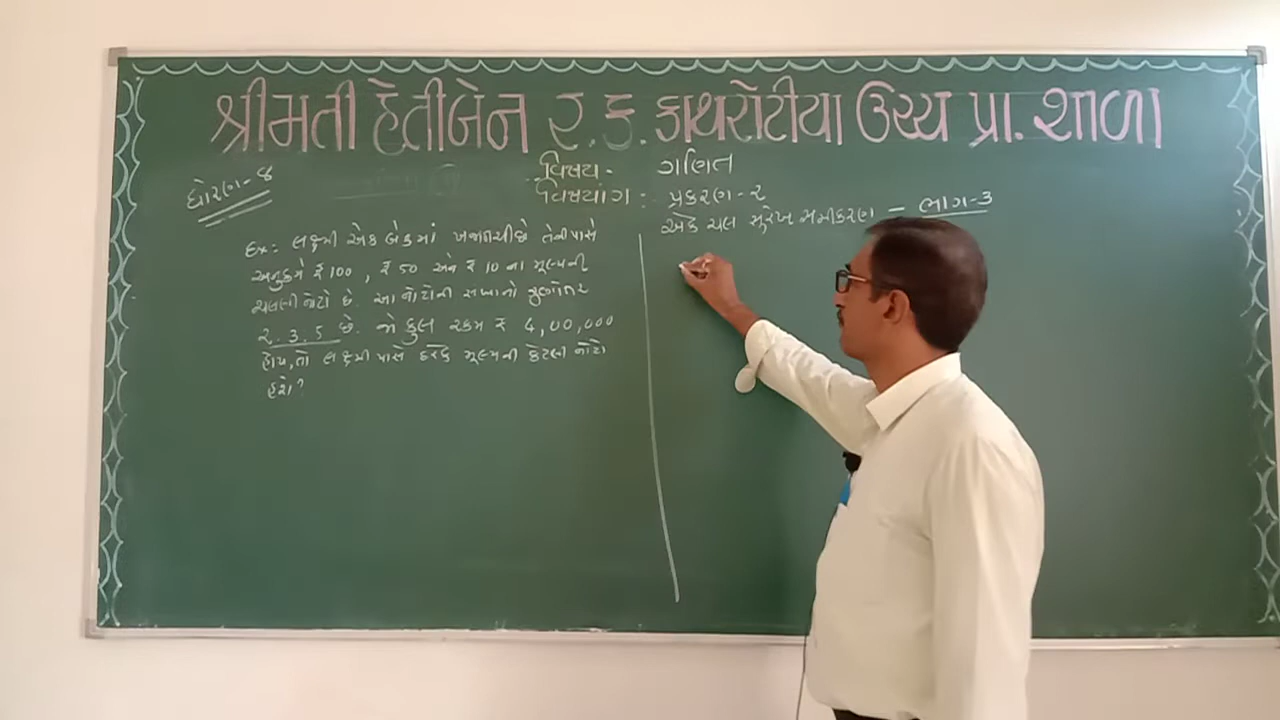 શ્રીમતી હેતીબેન ર. ક. કાથરોટીયા ઉચ્ચ પ્રા. શાળા
વિષય - ગણિત
ધોરણ - ૮
વિષયાંગ : પ્રકરણ - ૨
એક ચલ સુરેખ સમીકરણ - ભાગ - ૩
Ex: લક્ષ્મી એક બેંકમાં ખજાનચી છે તેની પાસે
અનુક્રમે ₹ 100 , ₹ 50 અને ₹ 10 ના મૂલ્યની
ચલણી નોટો છે. આ નોટોની સંખ્યાનો ગુણોત્તર
2 : 3 : 5 છે. જો કુલ રકમ ₹ 4,00,000
હોય, તો લક્ષ્મી પાસે દરેક મૂલ્યની કેટલી નોટો
હશે?